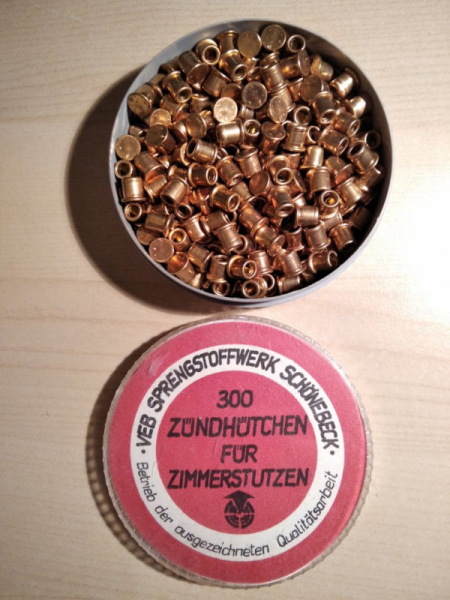 · VEB SPRENGSTOFFWERK SCHÖNEBECK ·
300
ZÜNDHÜTCHEN
FÜR
ZIMMERSTUTZEN
Betrieb der ausgezeichneten Qualitätsarbeit